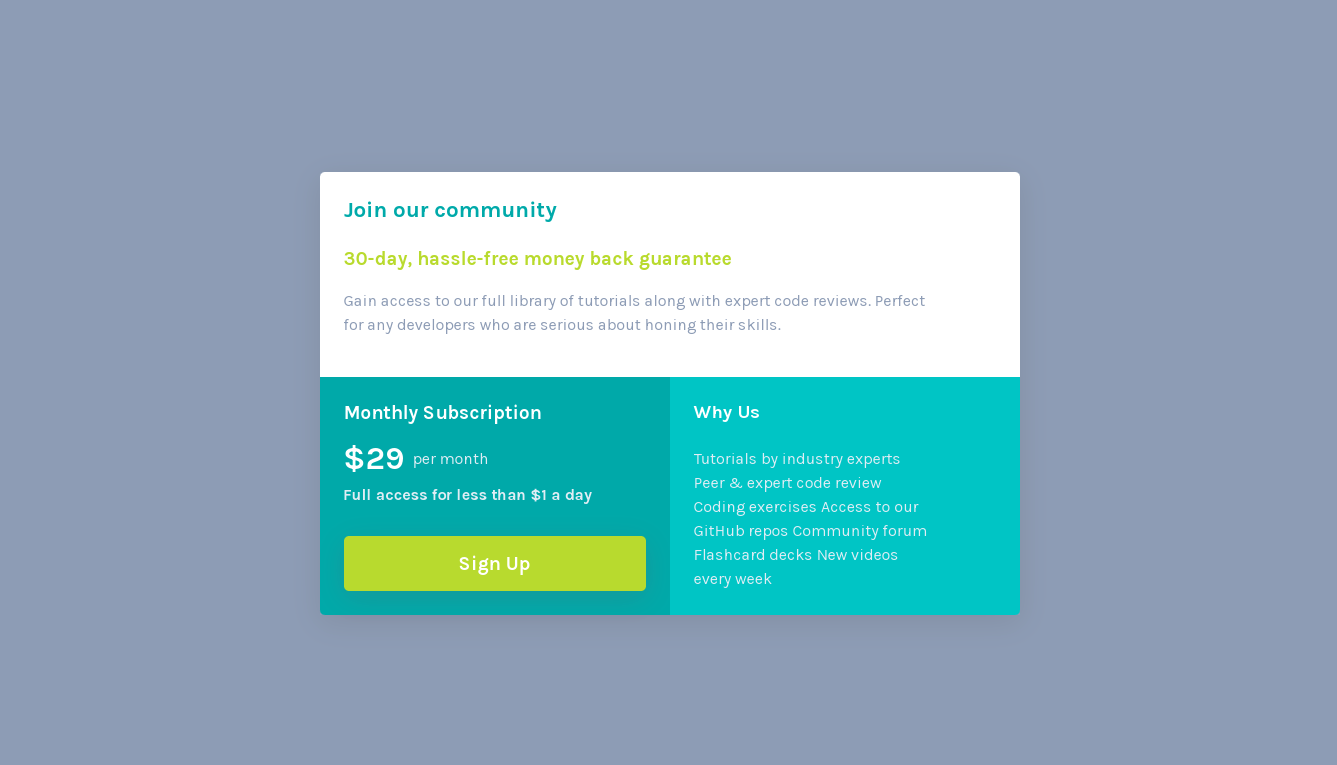 Join our community
30-day, hassle-free money back guarantee
Gain access to our full library of tutorials along with expert code reviews. Perfect
for any developers who are serious about honing their skills.
Monthly Subscription
$29 per month
Full access for less than $1 a day
Sign Up
Why Us
Tutorials by industry experts
Peer & expert code review
Coding exercises Access to our
GitHub repos Community forum
Flashcard decks New videos
every week